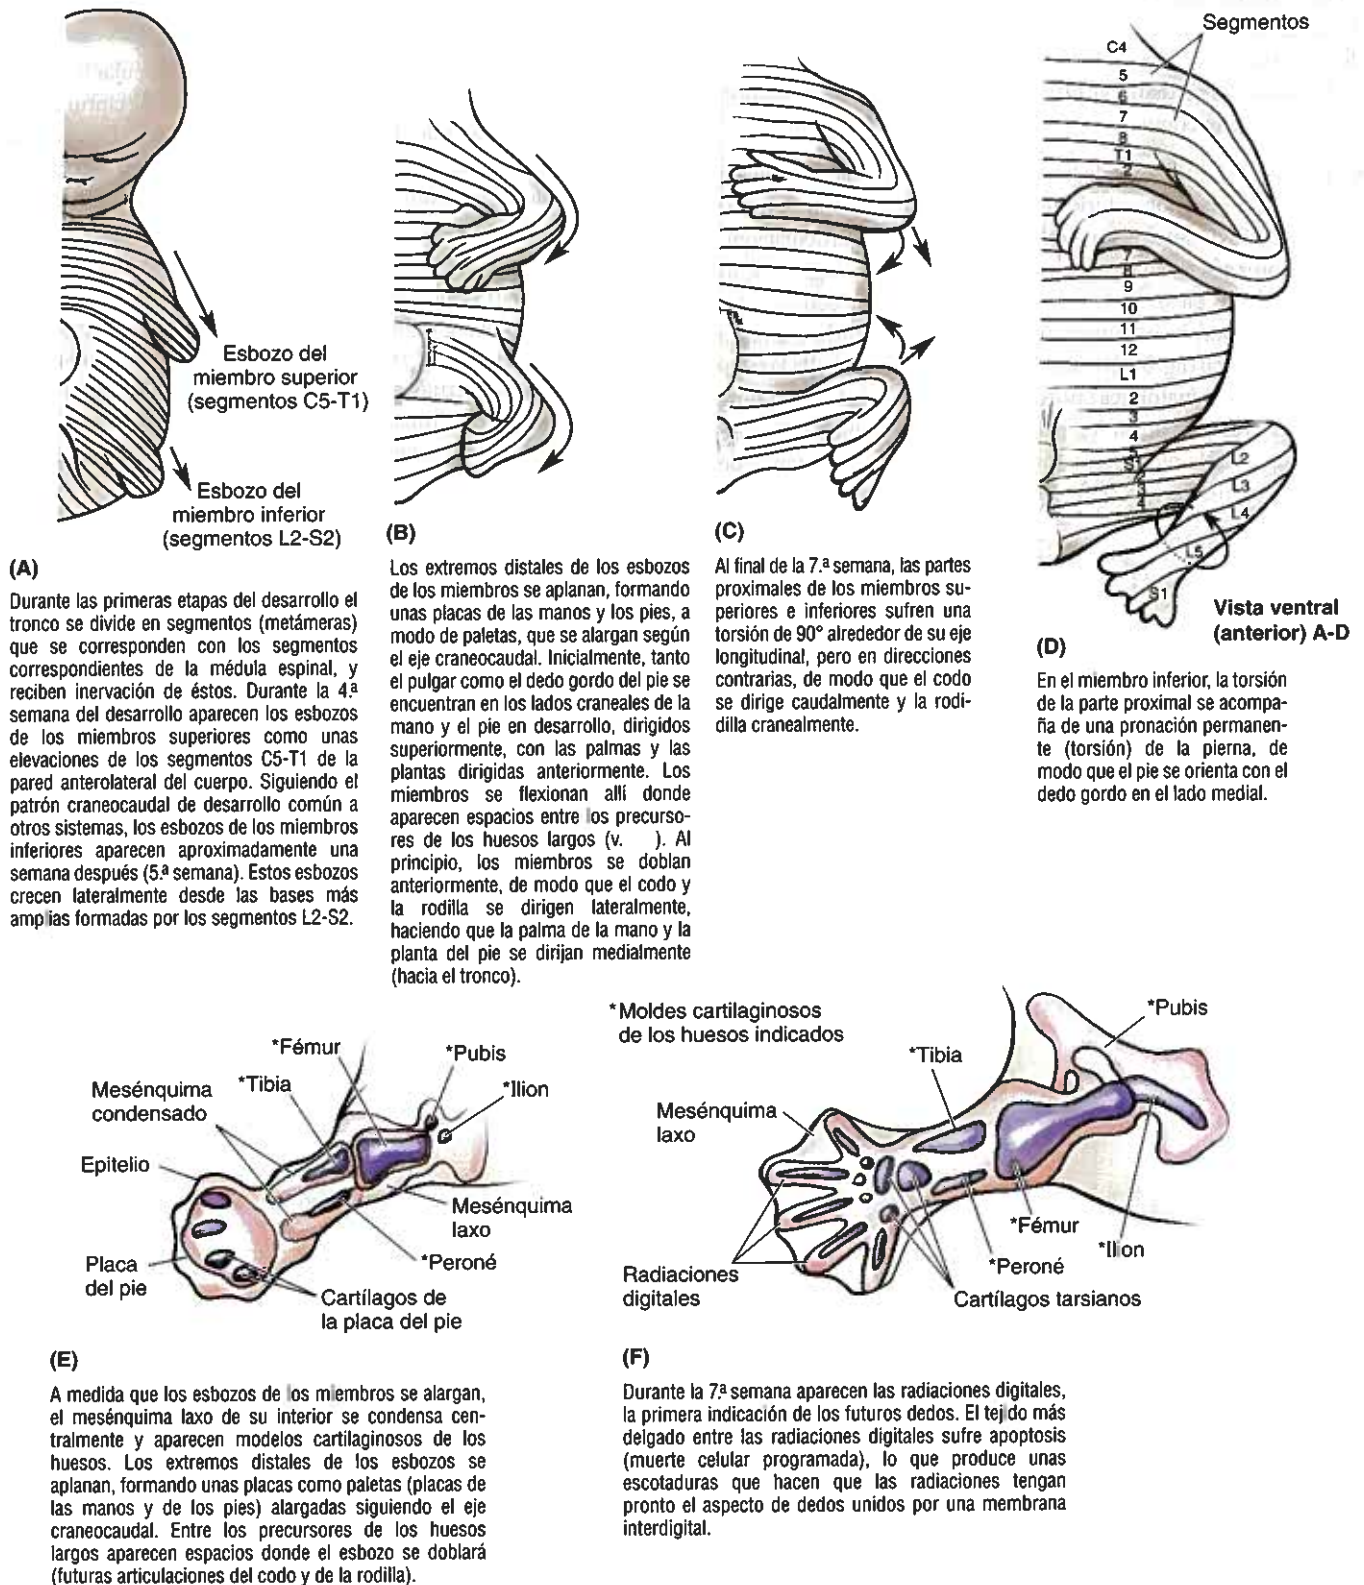 Esbozo del
miembro superior
(segmentos C5-T1)
Esbozo del
miembro inferior
(segmentos L2-S2)
(A)
Durante las primeras etapas del desarrollo el
tronco se divide en segmentos (metámeras)
que se corresponden con los segmentos
correspondientes de la médula espinal, y
reciben inervación de éstos. Durante la 4.ª
semana del desarrollo aparecen los esbozos
de los miembros superiores como unas
elevaciones de los segmentos C5-T1 de la
pared anterolateral del cuerpo. Siguiendo el
patrón craneocaudal de desarrollo común a
otros sistemas, los esbozos de los miembros
inferiores aparecen aproximadamente una
semana después (5.ª semana). Estos esbozos
crecen lateralmente desde las bases más
amplias formadas por los segmentos L2-S2.
(B)
Los extremos distales de los esbozos
de los miembros se aplanan, formando
unas placas de las manos y los pies, a
modo de paletas, que se alargan según
el eje craneocaudal. Inicialmente, tanto
el pulgar como el dedo gordo del pie se
encuentran en los lados craneales de la
mano y el pie en desarrollo, dirigidos
superiormente, con las palmas y las
plantas dirigidas anteriormente. Los
miembros se flexionan allí donde
aparecen espacios entre los precurso-
res de los huesos largos (v. ). Al
principio, los miembros se doblan
anteriormente, de modo que el codo y
la rodilla se dirigen lateralmente,
haciendo que la palma de la mano y la
planta del pie se dirijan medialmente
(hacia el tronco).
(C)
Al final de la 7.ª semana, las partes
proximales de los miembros su-
periores e inferiores sufren una
torsión de 90° alrededor de su eje
longitudinal, pero en direcciones
contrarias, de modo que el codo
se dirige caudalmente y la rodi-
dilla cranealmente.
Segmentos
C4
5
6
7
8
T1
2
7
8
9
10
11
12
L1
2
3
4
5
S1
2
3
4
L2
L3
L4
L5
S1
Vista ventral
(anterior) A-D
(D)
En el miembro inferior, la torsión
de la parte proximal se acompa-
ña de una pronación permanen-
te (torsión) de la pierna, de
modo que el pie se orienta con el
dedo gordo en el lado medial.
*Fémur
*Pubis
*Tibia
*Ilion
Mesénquima
condensado
Epitelio
Mesénquima
laxo
*Peroné
Placa
del pie
Cartílagos de
la placa del pie
(E)
A medida que los esbozos de los miembros se alargan,
el mesénquima laxo de su interior se condensa cen-
tralmente y aparecen modelos cartilaginosos de los
huesos. Los extremos distales de los esbozos se
aplanan, formando unas placas como paletas (placas de
las manos y de los pies) alargadas siguiendo el eje
craneocaudal. Entre los precursores de los huesos
largos aparecen espacios donde el esbozo se doblará
(futuras articulaciones del codo y de la rodilla).
*Moldes cartilaginosos
de los huesos indicados
*Pubis
*Tibia
Mesénquima
laxo
*Fémur
*Ilion
*Peroné
Radiaciones
digitales
Cartílagos tarsianos
(F)
Durante la 7.ª semana aparecen las radiaciones digitales,
la primera indicación de los futuros dedos. El tejido más
delgado entre las radiaciones digitales sufre apoptosis
(muerte celular programada), lo que produce unas
escotaduras que hacen que las radiaciones tengan
pronto el aspecto de dedos unidos por una membrana
interdigital.